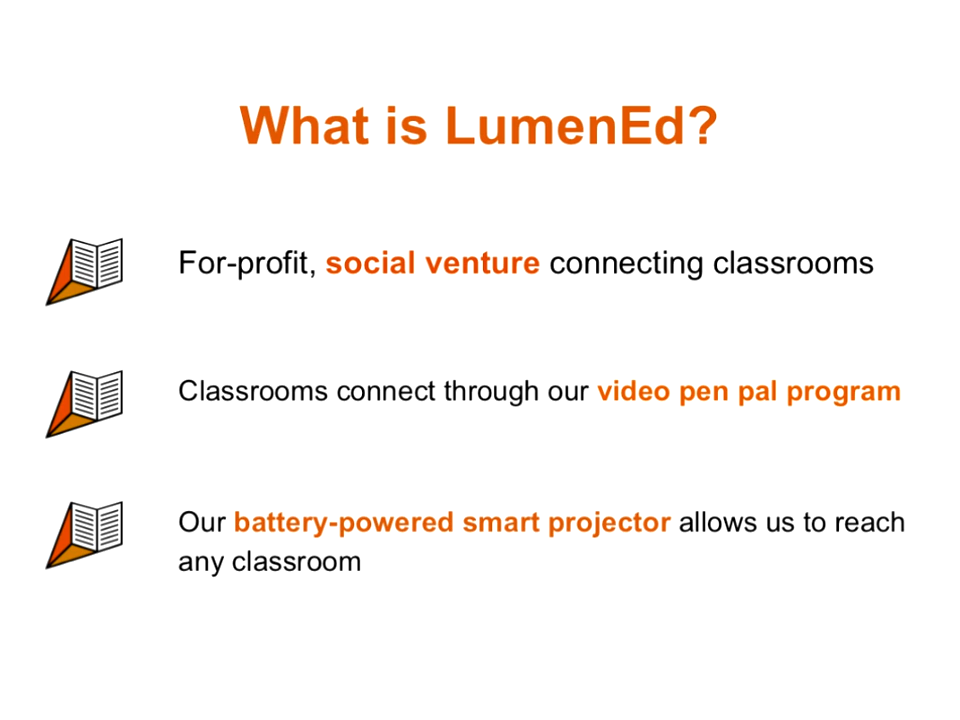 What is LumenEd?
For-profit, social venture connecting classrooms
Classrooms connect through our video pen pal program
Our battery-powered smart projector allows us to reach
any classroom